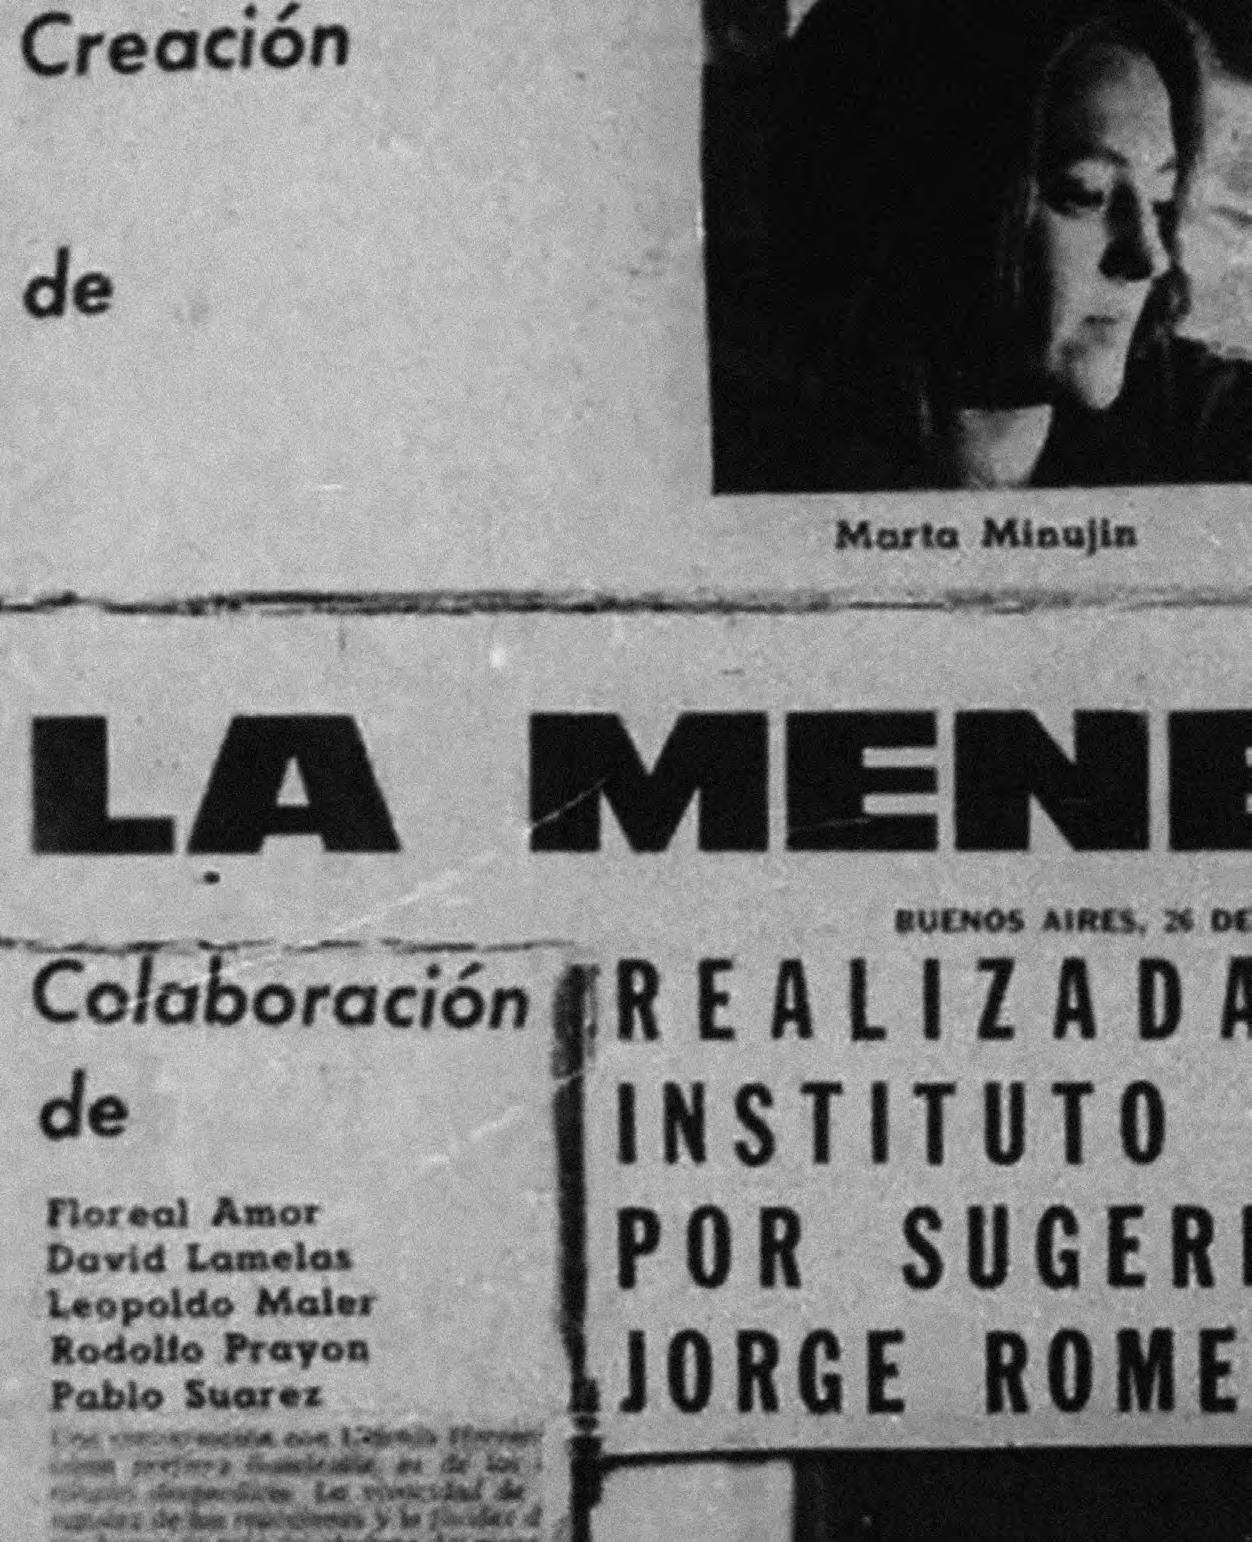 Creación
de
Marta Minujin
LA MENE
BUENOS AIRES, 26 DE
Colaboración
de
Floreal Amor
David Lamelas
Leopoldo Maler
Rodolfo Prayon
Pablo Suarez
REALIZADA
INSTITUTO
POR SUGERI
JORGE ROME